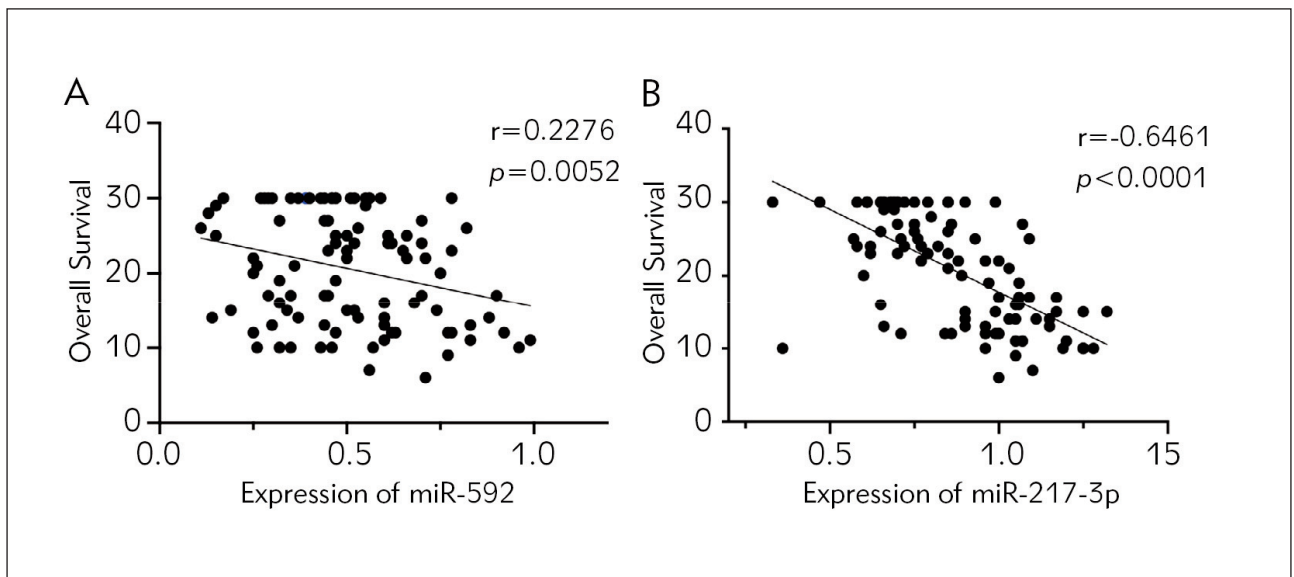 A
r=0.2276
p=0.0052
Overall Survival
40
30
20
10
0
0.0 0.5 1.0
Expression of miR-592
B
r=-0.6461
p<0.0001
Overall Survival
40
30
20
10
0
0.5 1.0 15
Expression of miR-217-3p